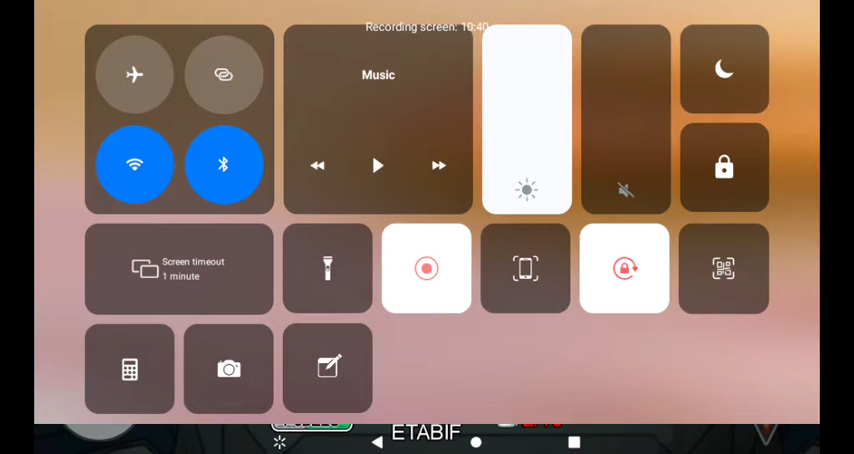 Recording screen: 10:40
Music
Screen timeout
1 minute
ETABIF